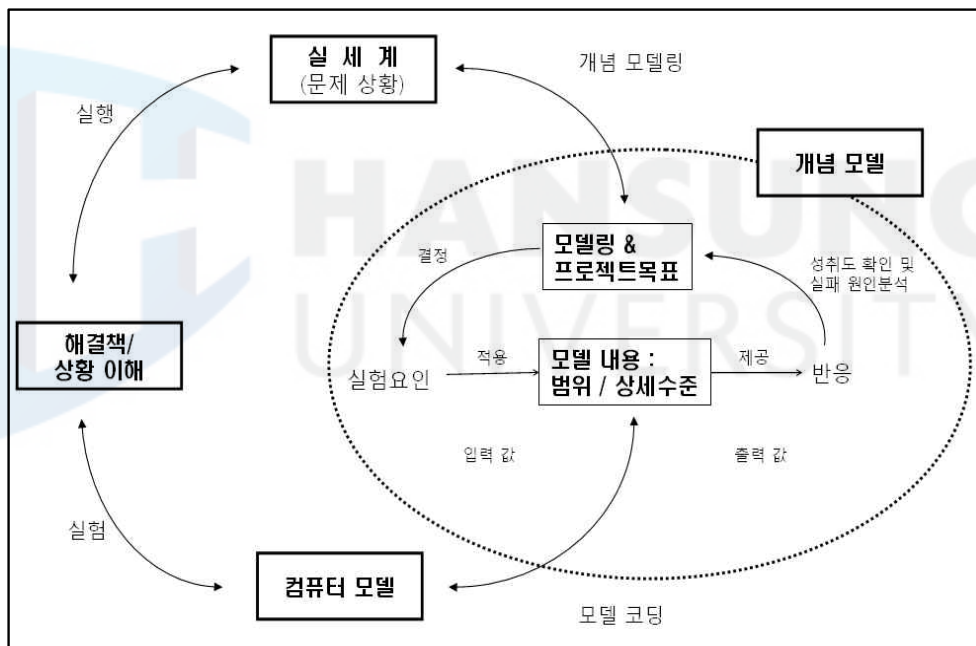 실 세 계
(문제 상황)
개념 모델링
실행
개념 모델
HANSUNG
UNIVERSITY
모델링 &
프로젝트목표
결정
성취도 확인 및
실패 원인분석
해결책/
상황 이해
실험요인
적용
모델 내용 :
범위 / 상세수준
제공
반응
입력 값
출력 값
실험
컴퓨터 모델
모델 코딩